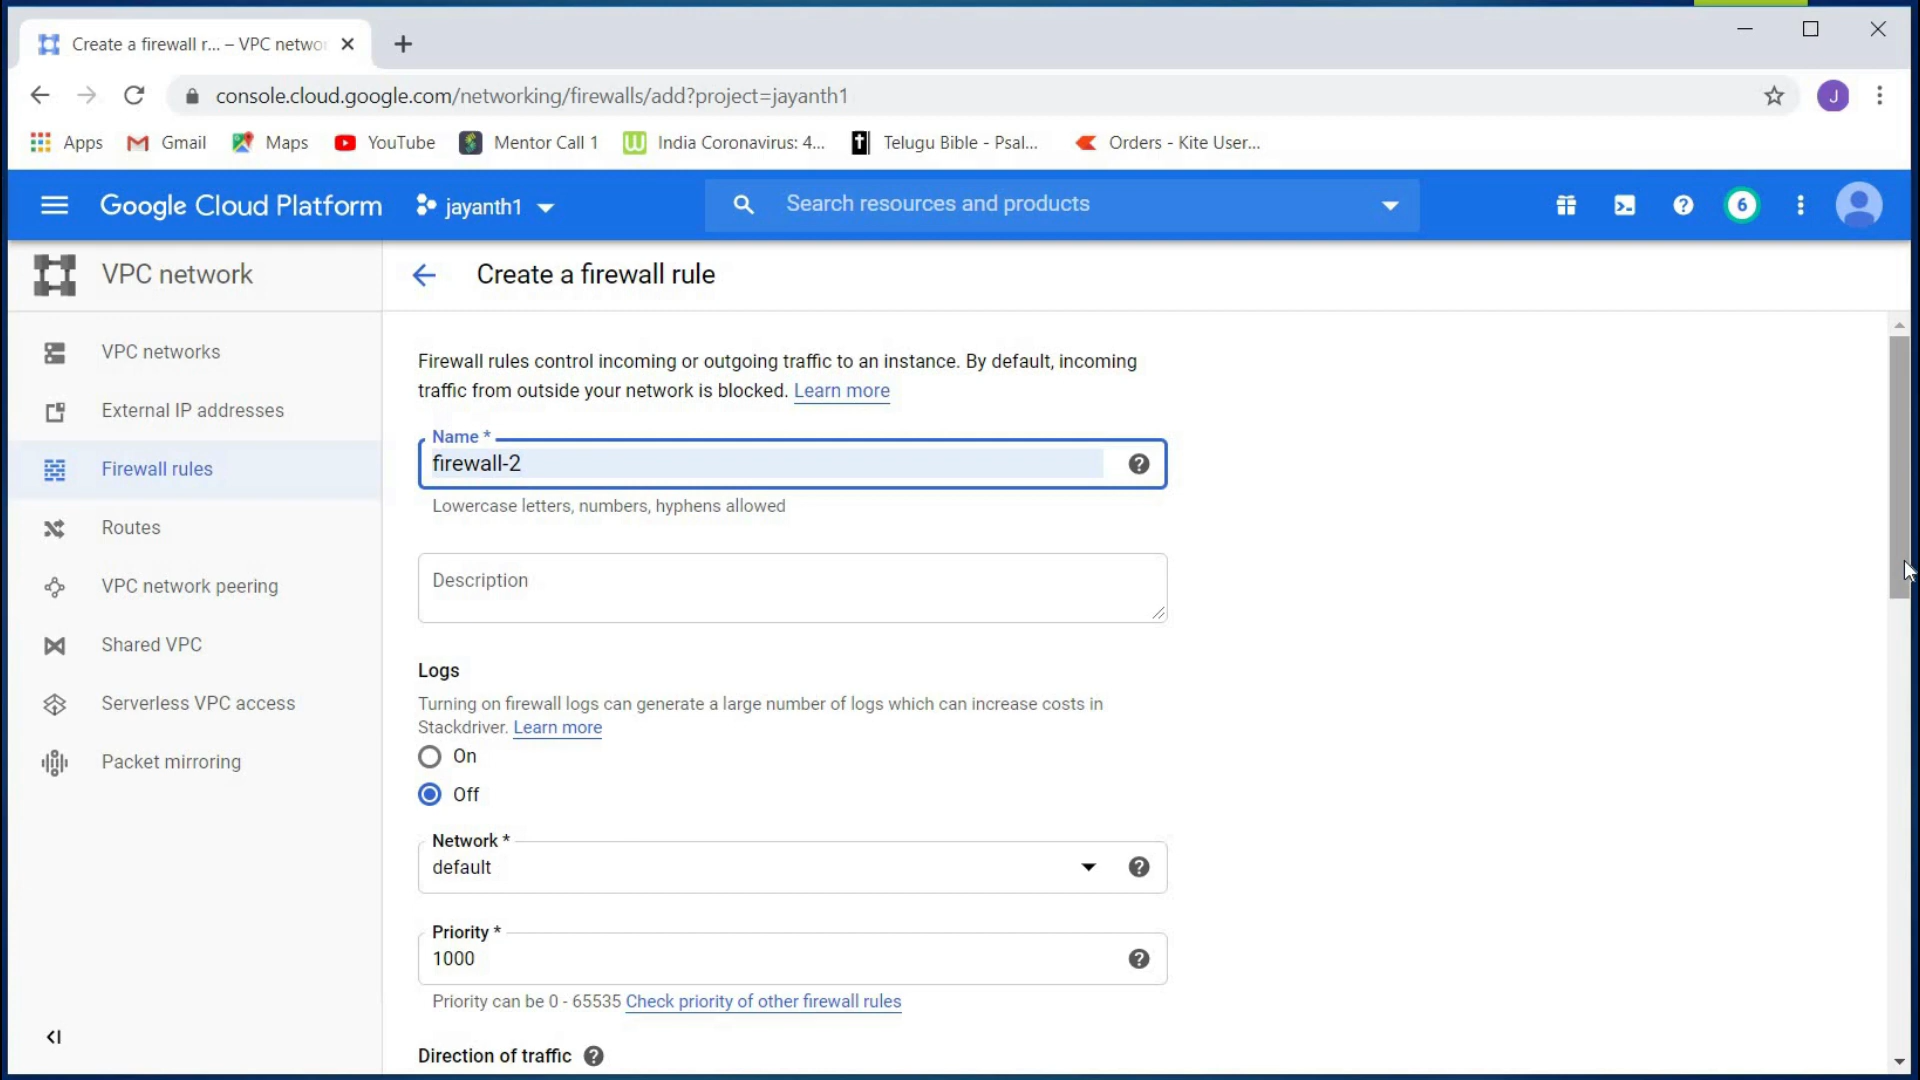 Create a firewall r... – VPC networ
console.cloud.google.com/networking/firewalls/add?project=jayanth1
J
Apps
Gmail
Maps
YouTube
Mentor Call 1
India Coronavirus: 4...
Telugu Bible - Psal...
Orders - Kite User...
Google Cloud Platform
jayanth1
Search resources and products
6
VPC network
Create a firewall rule
VPC networks
External IP addresses
Firewall rules
Routes
VPC network peering
Shared VPC
Serverless VPC access
Packet mirroring
Firewall rules control incoming or outgoing traffic to an instance. By default, incoming
traffic from outside your network is blocked. Learn more
Name *
firewall-2
Lowercase letters, numbers, hyphens allowed
Description
Logs
Turning on firewall logs can generate a large number of logs which can increase costs in
Stackdriver. Learn more
On
Off
Network *
default
Priority *
1000
Priority can be 0 - 65535 Check priority of other firewall rules
Direction of traffic